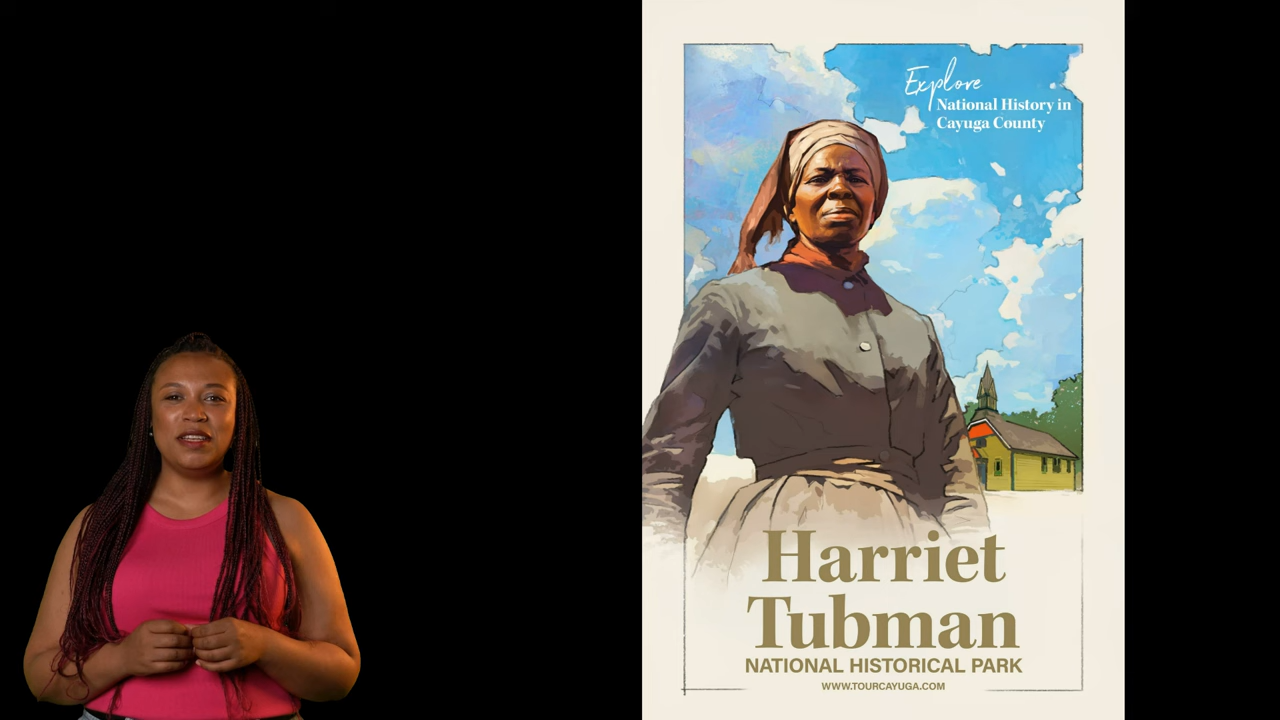 Explore
National History in
Cayuga County
Harriet
Tubman
NATIONAL HISTORICAL PARK
WWW.TOURCAYUGA.COM